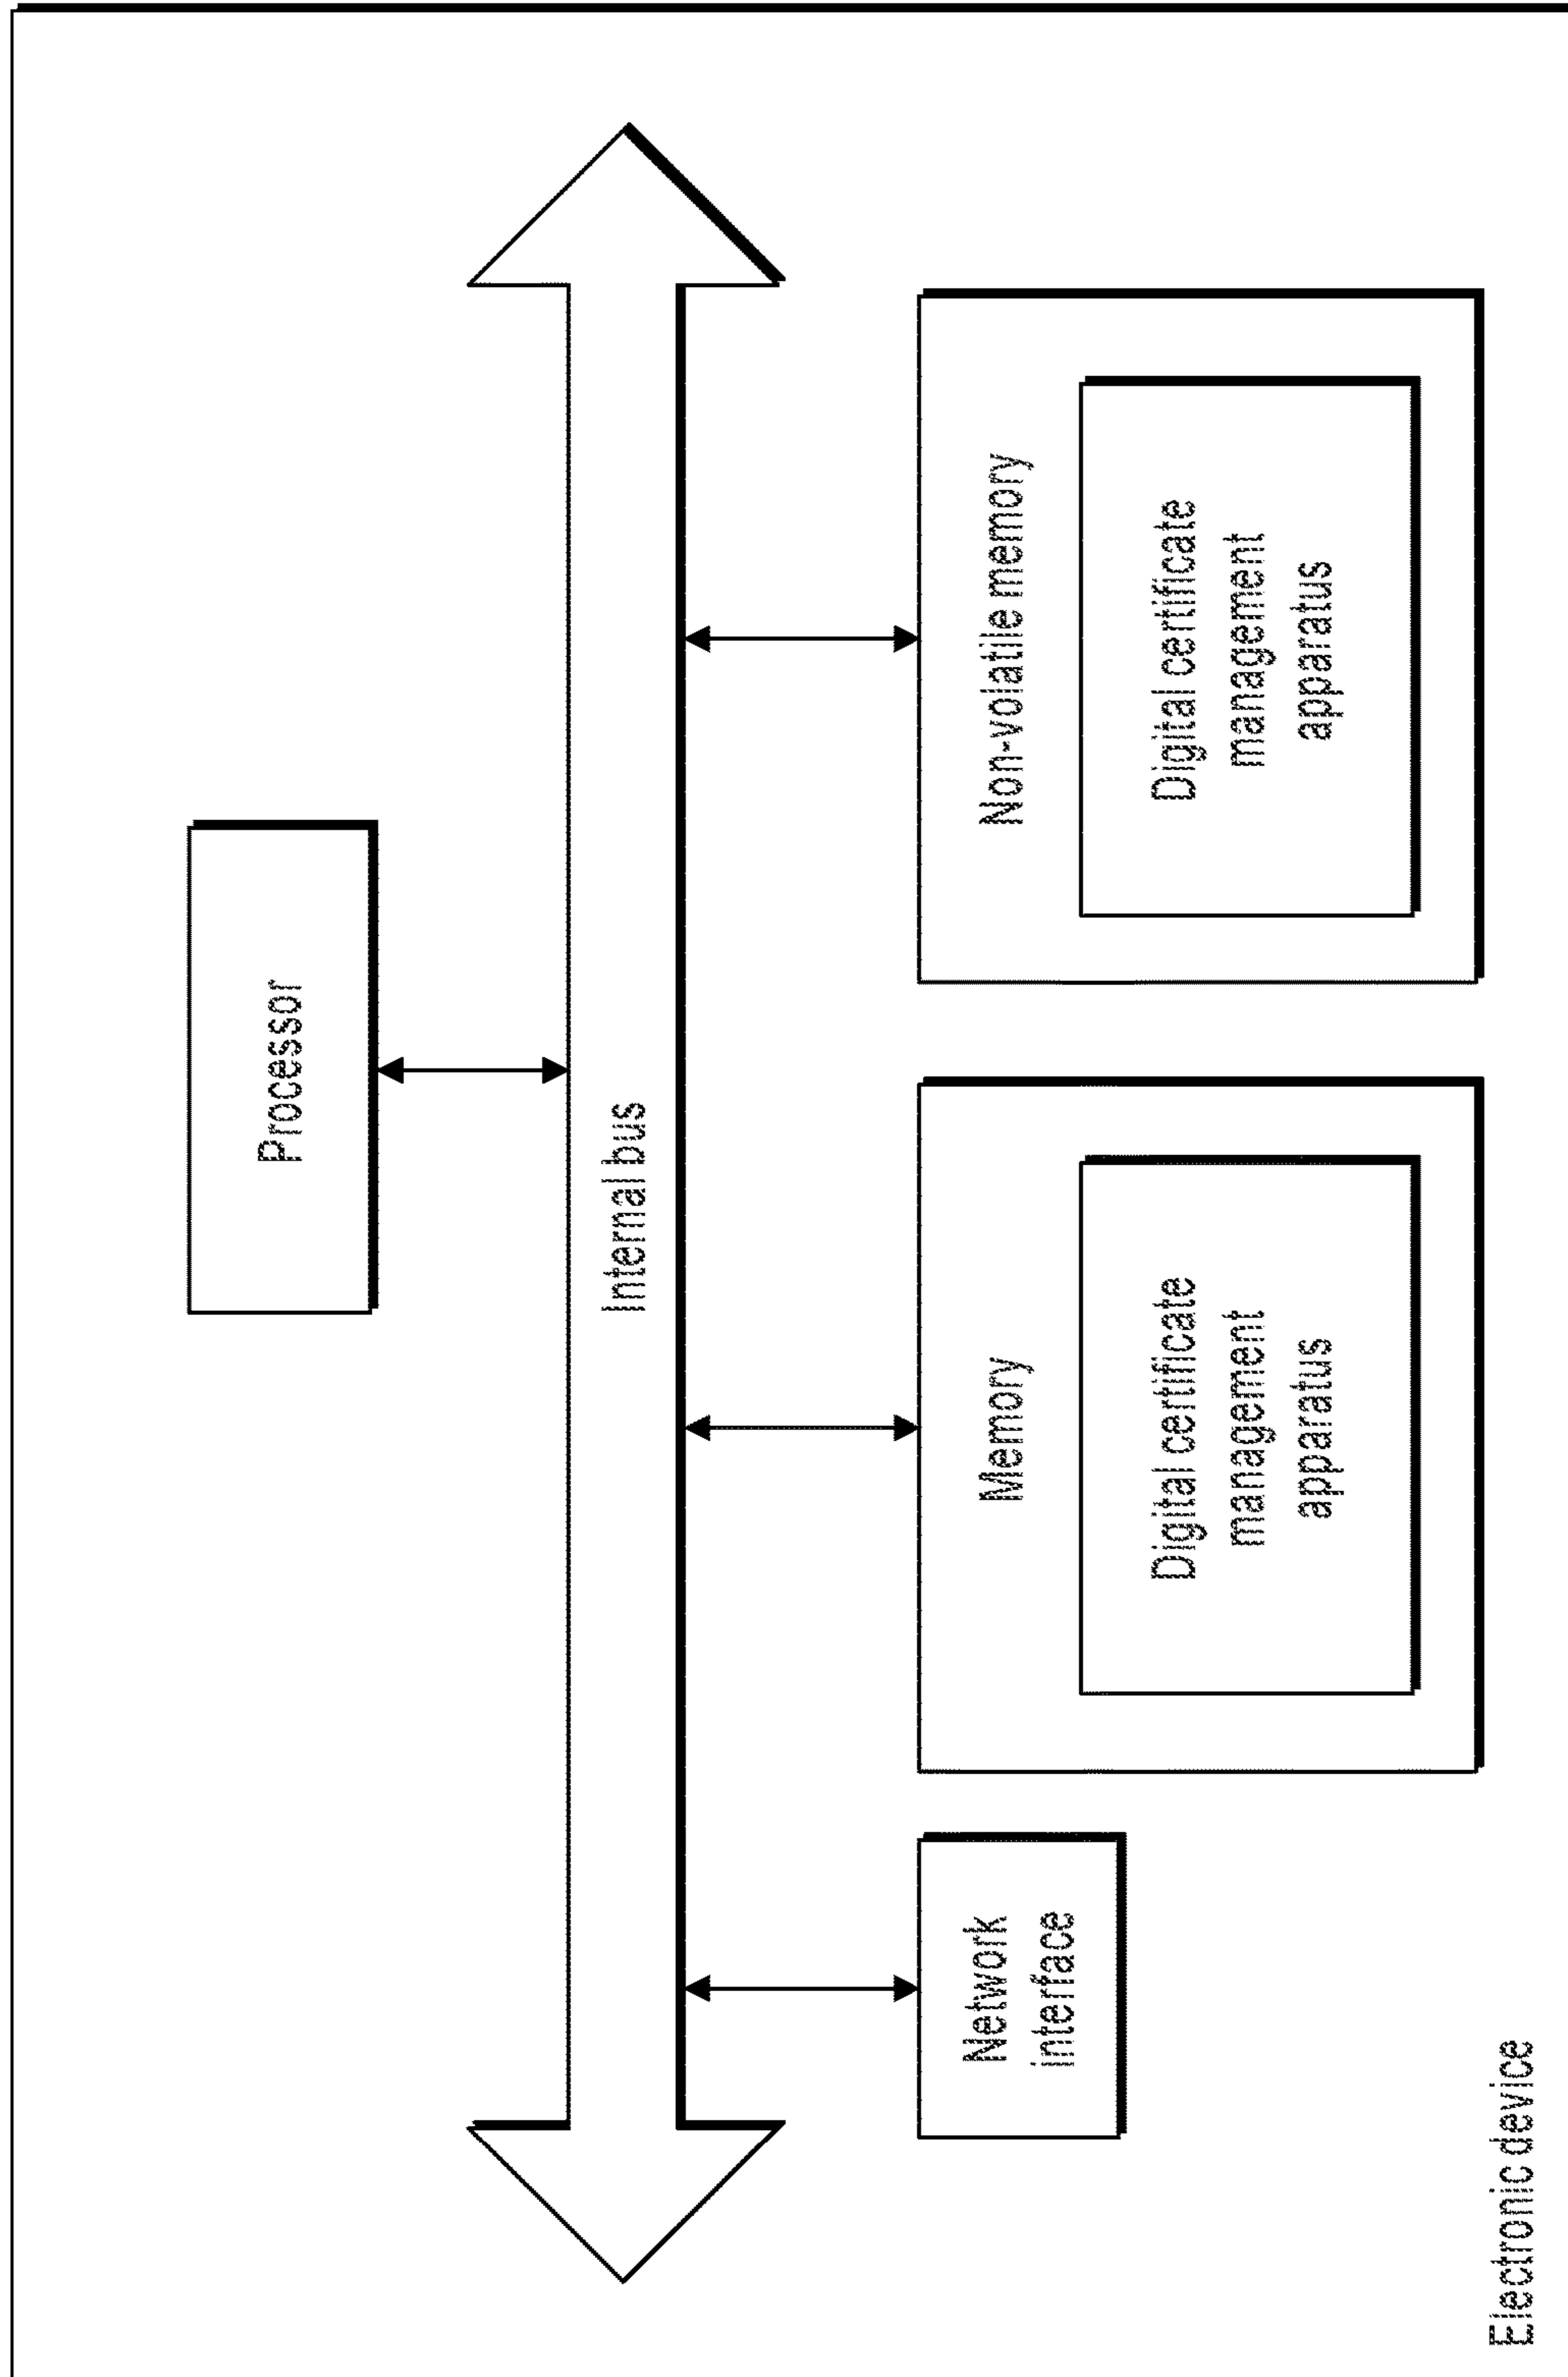 Processor
Internal bus
Network
interface
Memory
Digital certificate
management
apparatus
Non-volatile memory
Digital certificate
management
apparatus
Electronic device